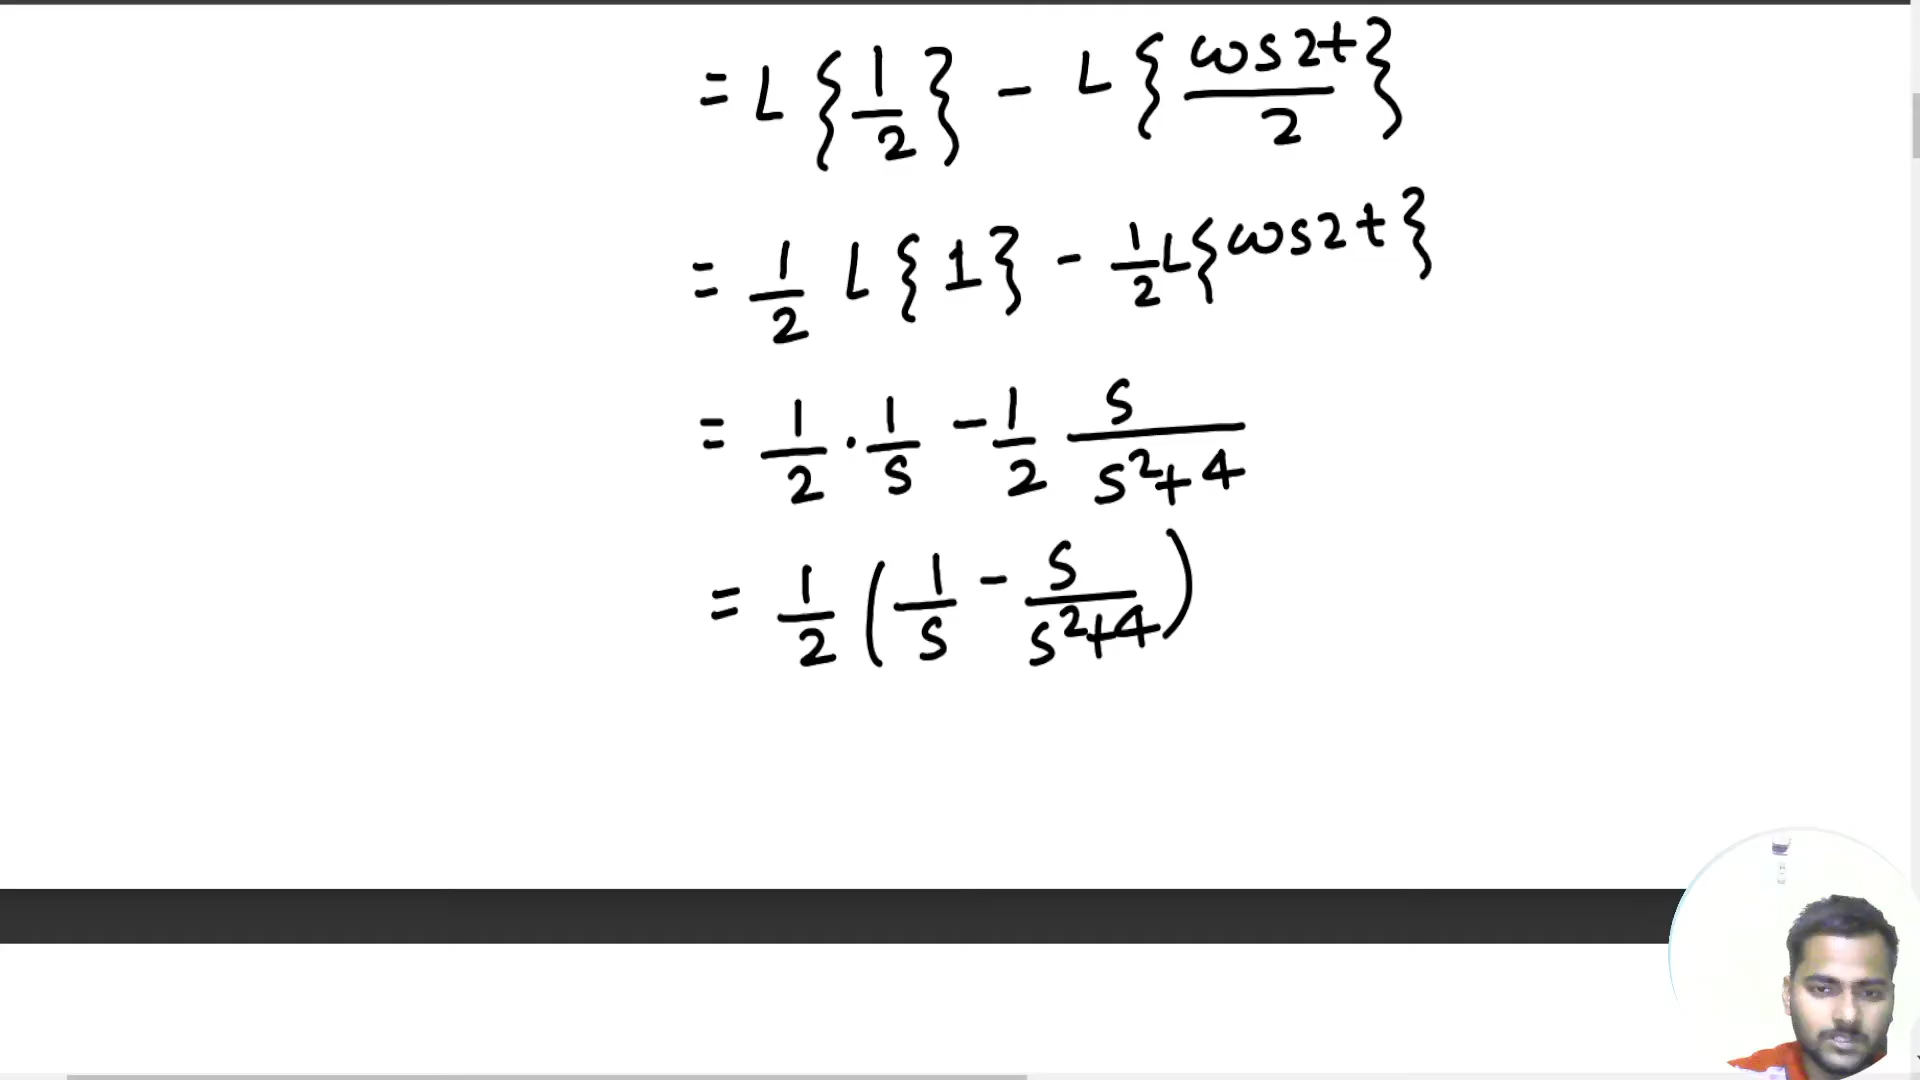 = L{1/2} - L{cos2t/2}
= 1/2 L{1} - 1/2 L{cos2t}
= 1/2 · 1/s - 1/2 s/s²+4
= 1/2 (1/s - s/s²+4)